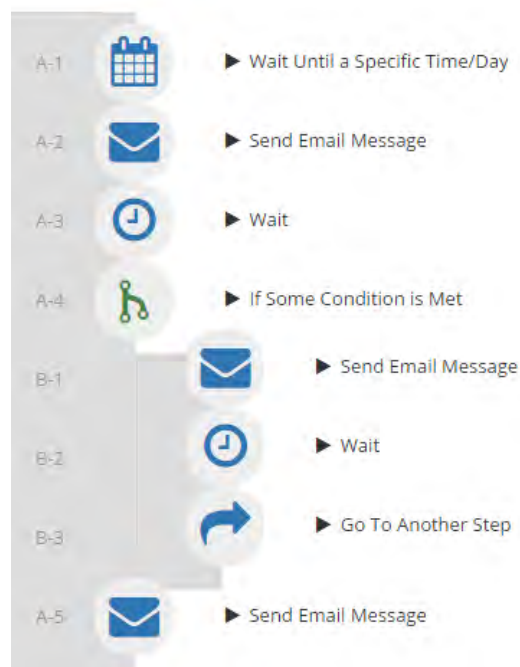 A-1 ▶ Wait Until a Specific Time/Day
A-2 ▶ Send Email Message
A-3 ▶ Wait
A-4 ▶ If Some Condition is Met
B-1 ▶ Send Email Message
B-2 ▶ Wait
B-3 ▶ Go To Another Step
A-5 ▶ Send Email Message